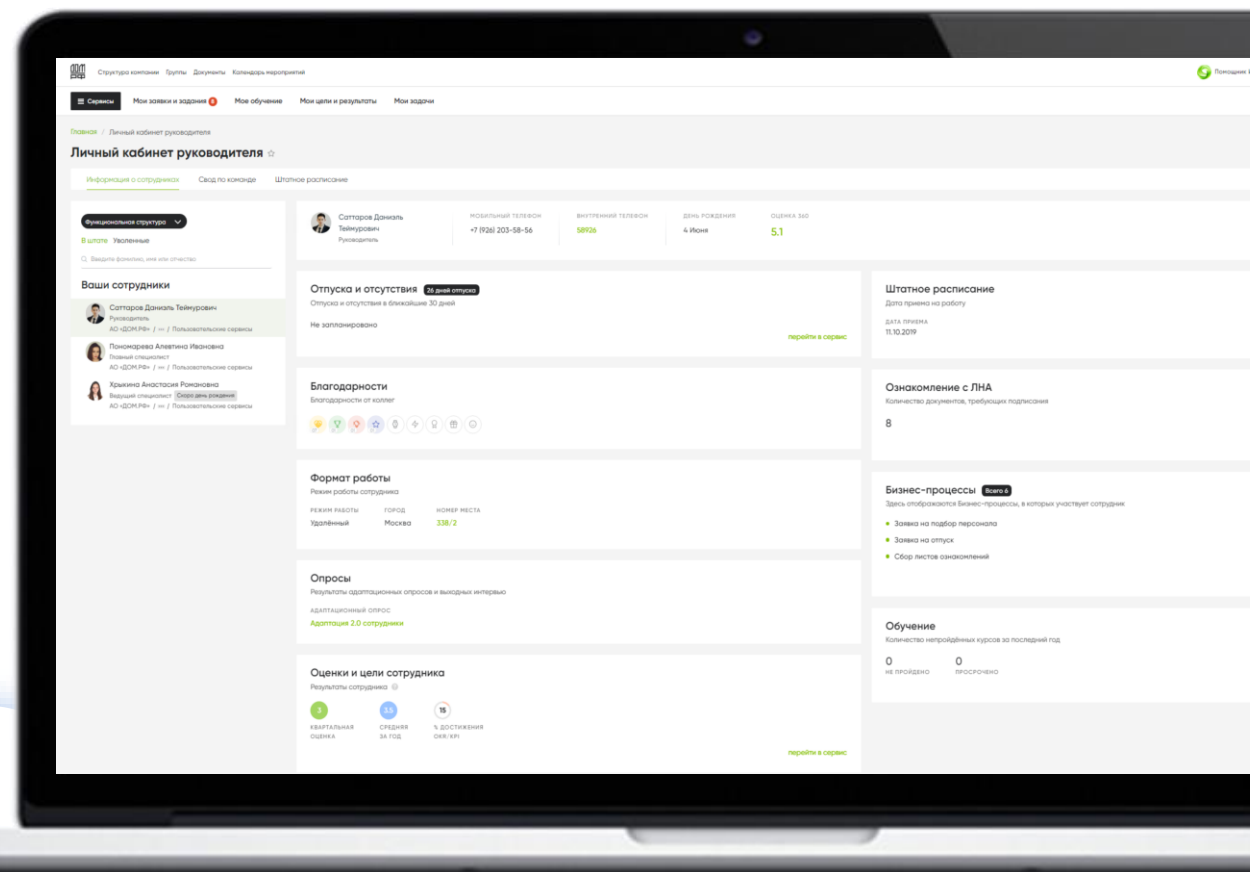 Структура компании Группы Документы Календарь мероприятий
Помощник
Сервисы Мои заявки и задания Мое обучение Мои цели и результаты Мои задачи
Главная / Личный кабинет руководителя
Личный кабинет руководителя
Информация о сотрудниках Свод по команде Штатное расписание
Функциональная структура
В штате Уволенные
Введите фамилию, имя или отчество
Ваши сотрудники
Саттаров Даниэль Теймурович
Руководитель
АО «ДОМ.РФ» / ••• / Пользовательские сервисы
Пономарева Алевтина Ивановна
Главный специалист
АО «ДОМ.РФ» / ••• / Пользовательские сервисы
Хрыкина Анастасия Романовна
Ведущий специалист Скоро день рождения
АО «ДОМ.РФ» / ••• / Пользовательские сервисы
Саттаров Даниэль
Теймурович
Руководитель
МОБИЛЬНЫЙ ТЕЛЕФОН
+7 (926) 203-58-56
ВНУТРЕННИЙ ТЕЛЕФОН
58926
ДЕНЬ РОЖДЕНИЯ
4 Июня
ОЦЕНКА 360
5.1
Отпуска и отсутствия 26 дней отпуска
Отпуска и отсутствия в ближайшие 30 дней
Не запланировано
перейти в сервис
Благодарности
Благодарности от коллег
Формат работы
Режим работы сотрудника
РЕЖИМ РАБОТЫ ГОРОД НОМЕР МЕСТА
Удалённый Москва 338/2
Опросы
Результаты адаптационных опросов и выходных интервью
АДАПТАЦИОННЫЙ ОПРОС
Адаптация 2.0 сотрудники
Оценки и цели сотрудника
Результаты сотрудника
3 3.5 15
КВАРТАЛЬНАЯ СРЕДНЯЯ % ДОСТИЖЕНИЯ
ОЦЕНКА ЗА ГОД OKR/KPI
перейти в сервис
Штатное расписание
Дата приема на работу
ДАТА ПРИЕМА
11.10.2019
Ознакомление с ЛНА
Количество документов, требующих подписания
8
Бизнес-процессы Всего 6
Здесь отображаются Бизнес-процессы, в которых участвует сотрудник
Заявка на подбор персонала
Заявка на отпуск
Сбор листов ознакомлений
Обучение
Количество непройдённых курсов за последний год
0 0
НЕ ПРОЙДЕНО ПРОСРОЧЕНО